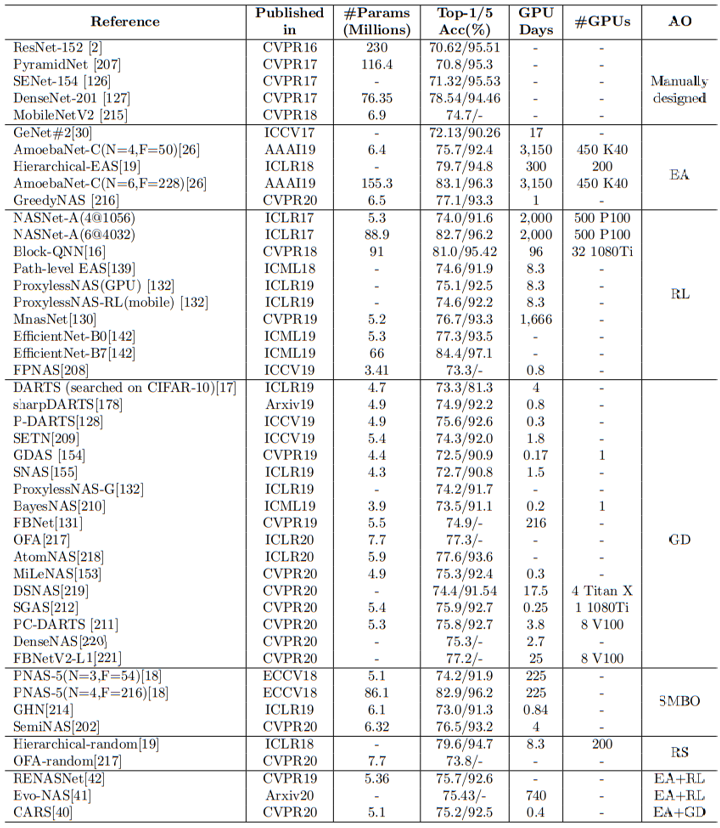 Reference Published in #Params (Millions) Top-1/5 Acc(%) GPU Days #GPUs AO
ResNet-152 [2] CVPR16 230 70.62/95.51 - -
PyramidNet [207] CVPR17 116.4 70.8/95.3 - -
SENet-154 [126] CVPR17 - 71.32/95.53 - - Manually
DenseNet-201 [127] CVPR17 76.35 78.54/94.46 - - designed
MobileNetV2 [215] CVPR18 6.9 74.7/- - -
GeNet#2[30] ICCV17 - 72.13/90.26 17 -
AmoebaNet-C(N=4,F=50)[26] AAAI19 6.4 75.7/92.4 3,150 450 K40
Hierarchical-EAS[19] ICLR18 - 79.7/94.8 300 200 EA
AmoebaNet-C(N=6,F=228)[26] AAAI19 155.3 83.1/96.3 3,150 450 K40
GreedyNAS [216] CVPR20 6.5 77.1/93.3 1 -
NASNet-A(4@1056) ICLR17 5.3 74.0/91.6 2,000 500 P100
NASNet-A(6@4032) ICLR17 88.9 82.7/96.2 2,000 500 P100
Block-QNN[16] CVPR18 91 81.0/95.42 96 32 1080Ti
Path-level EAS[139] ICML18 - 74.6/91.9 8.3 -
ProxylessNAS(GPU) [132] ICLR19 - 75.1/92.5 8.3 -
ProxylessNAS-RL(mobile) [132] ICLR19 - 74.6/92.2 8.3 - RL
MnasNet[130] CVPR19 5.2 76.7/93.3 1,666 -
EfficientNet-B0[142] ICML19 5.3 77.3/93.5 - -
EfficientNet-B7[142] ICML19 66 84.4/97.1 - -
FPNAS[208] ICCV19 3.41 73.3/- 0.8 -
DARTS (searched on CIFAR-10)[17] ICLR19 4.7 73.3/81.3 4 -
sharpDARTS[178] Arxiv19 4.9 74.9/92.2 0.8 -
P-DARTS[128] ICCV19 4.9 75.6/92.6 0.3 -
SETN[209] ICCV19 5.4 74.3/92.0 1.8 -
GDAS [154] CVPR19 4.4 72.5/90.9 0.17 1
SNAS[155] ICLR19 4.3 72.7/90.8 1.5 -
ProxylessNAS-G[132] ICLR19 - 74.2/91.7 - -
BayesNAS[210] ICML19 3.9 73.5/91.1 0.2 1
FBNet[131] CVPR19 5.5 74.9/- 216 -
OFA[217] ICLR20 7.7 77.3/- - - GD
AtomNAS[218] ICLR20 5.9 77.6/93.6 - -
MiLeNAS[153] CVPR20 4.9 75.3/92.4 0.3 -
DSNAS[219] CVPR20 - 74.4/91.54 17.5 4 Titan X
SGAS[212] CVPR20 5.4 75.9/92.7 0.25 1 1080Ti
PC-DARTS [211] CVPR20 5.3 75.8/92.7 3.8 8 V100
DenseNAS[220] CVPR20 - 75.3/- 2.7 -
FBNetV2-L1[221] CVPR20 - 77.2/- 25 8 V100
PNAS-5(N=3,F=54)[18] ECCV18 5.1 74.2/91.9 225 -
PNAS-5(N=4,F=216)[18] ECCV18 86.1 82.9/96.2 225 - SMBO
GHN[214] ICLR19 6.1 73.0/91.3 0.84 -
SemiNAS[202] CVPR20 6.32 76.5/93.2 4 -
Hierarchical-random[19] ICLR18 - 79.6/94.7 8.3 200 RS
OFA-random[217] CVPR20 7.7 73.8/- - -
RENASNet[42] CVPR19 5.36 75.7/92.6 - - EA+RL
Evo-NAS[41] Arxiv20 - 75.43/- 740 - EA+RL
CARS[40] CVPR20 5.1 75.2/92.5 0.4 - EA+GD